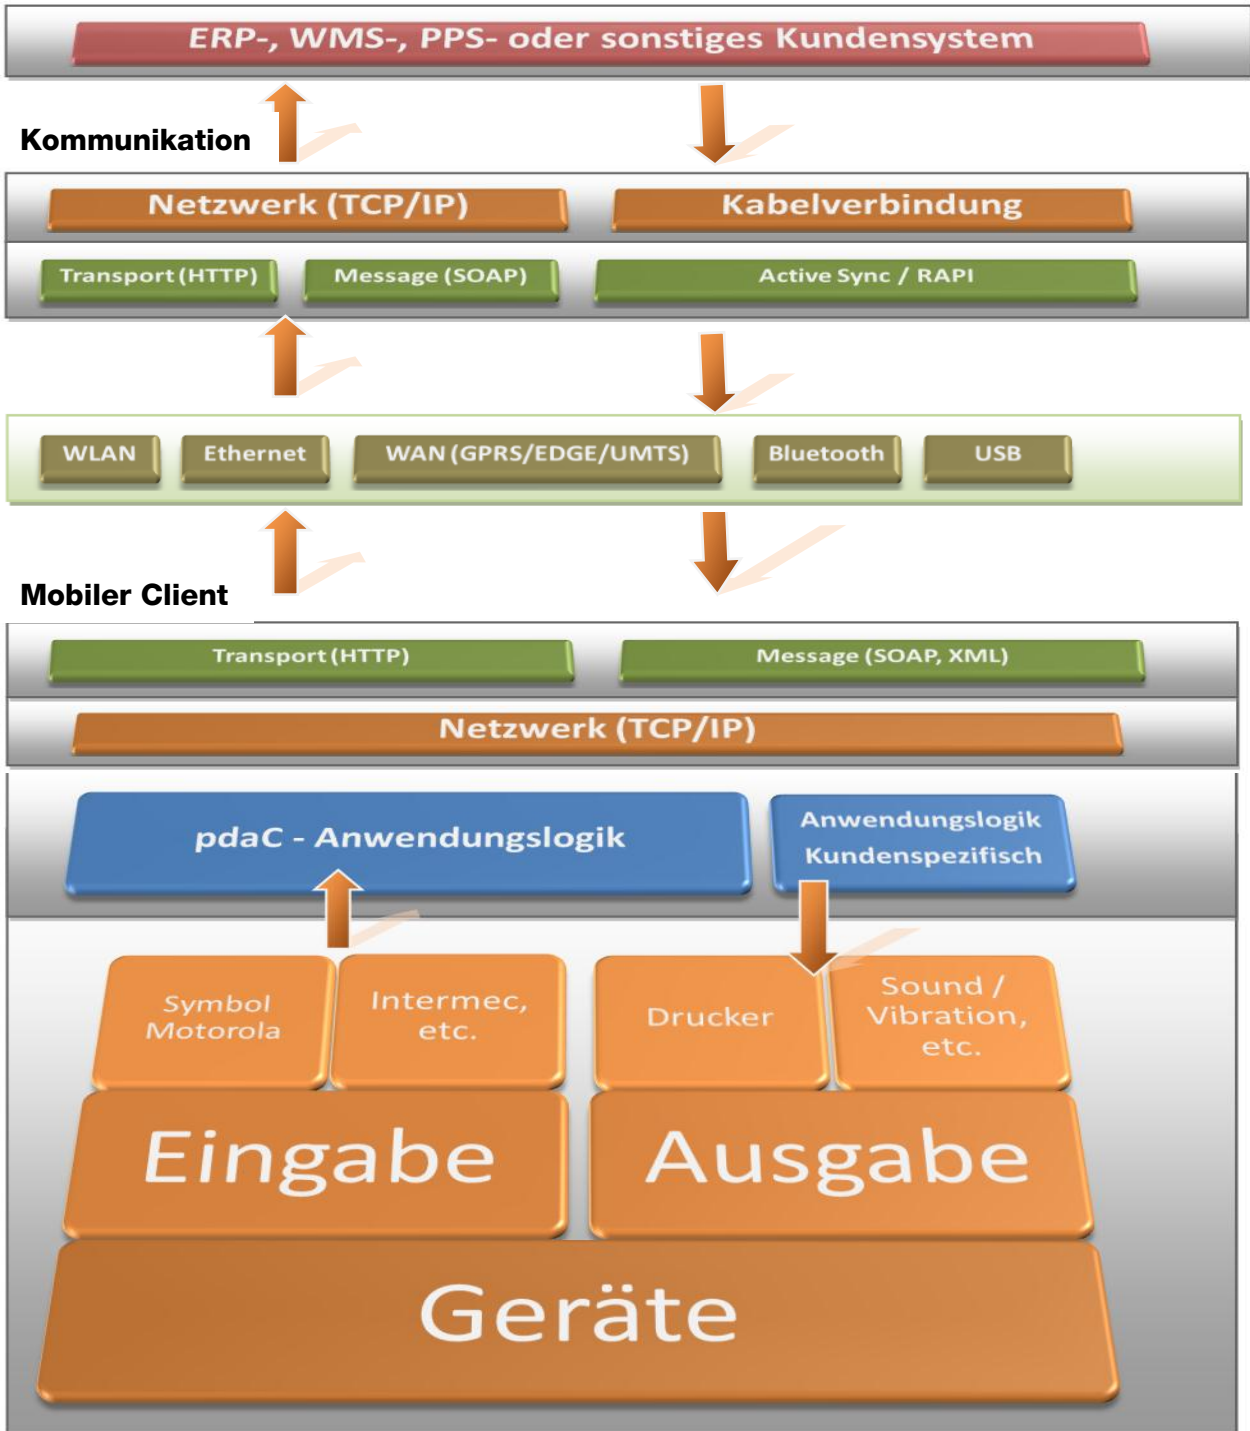 ERP-, WMS-, PPS- oder sonstiges Kundensystem
Kommunikation
Netzwerk (TCP/IP)
Kabelverbindung
Transport (HTTP)
Message (SOAP)
Active Sync / RAPI
WLAN
Ethernet
WAN (GPRS/EDGE/UMTS)
Bluetooth
USB
Mobiler Client
Transport (HTTP)
Message (SOAP, XML)
Netzwerk (TCP/IP)
pdaC - Anwendungslogik
Anwendungslogik
Kundenspezifisch
Symbol
Motorola
Intermec,
etc.
Drucker
Sound /
Vibration,
etc.
Eingabe
Ausgabe
Geräte